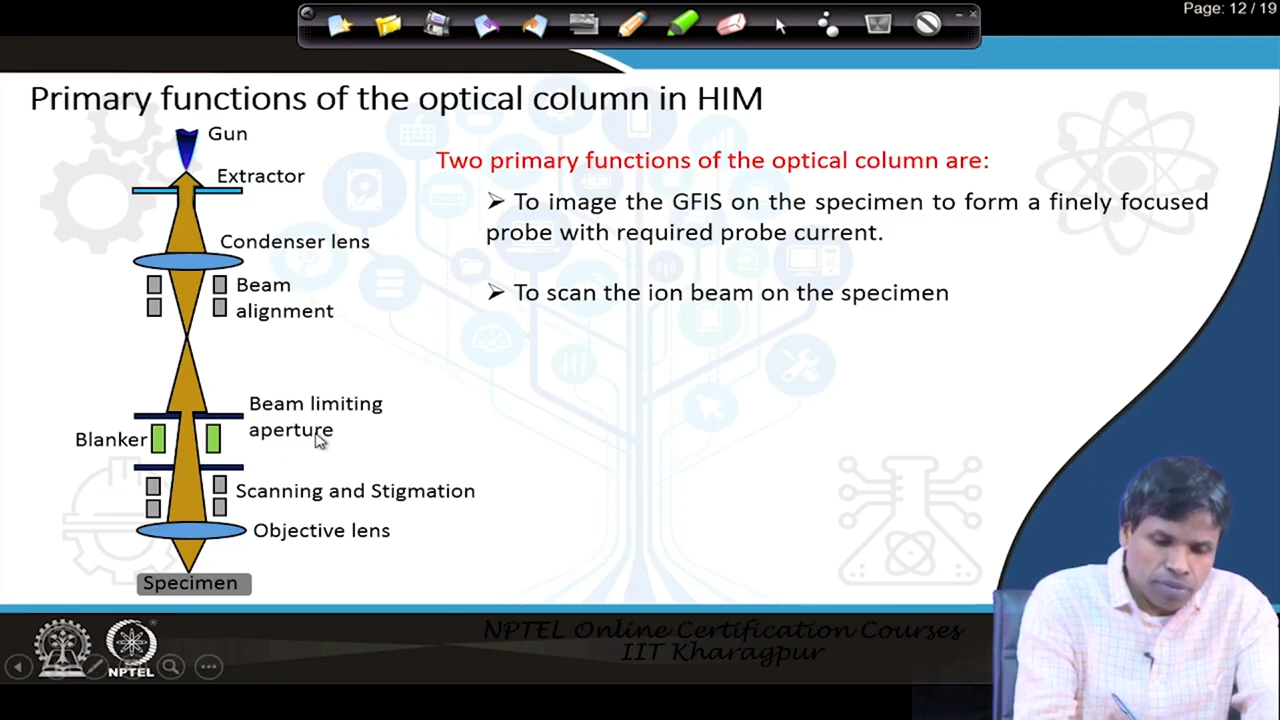 Page: 12 / 19
Primary functions of the optical column in HIM
Gun
Extractor
Condenser lens
Beam
alignment
Beam limiting
aperture
Blanker
Scanning and Stigmation
Objective lens
Specimen
Two primary functions of the optical column are:
➢ To image the GFIS on the specimen to form a finely focused
probe with required probe current.
➢ To scan the ion beam on the specimen
NPTEL Online Certification Courses
IIT Kharagpur
NPTEL